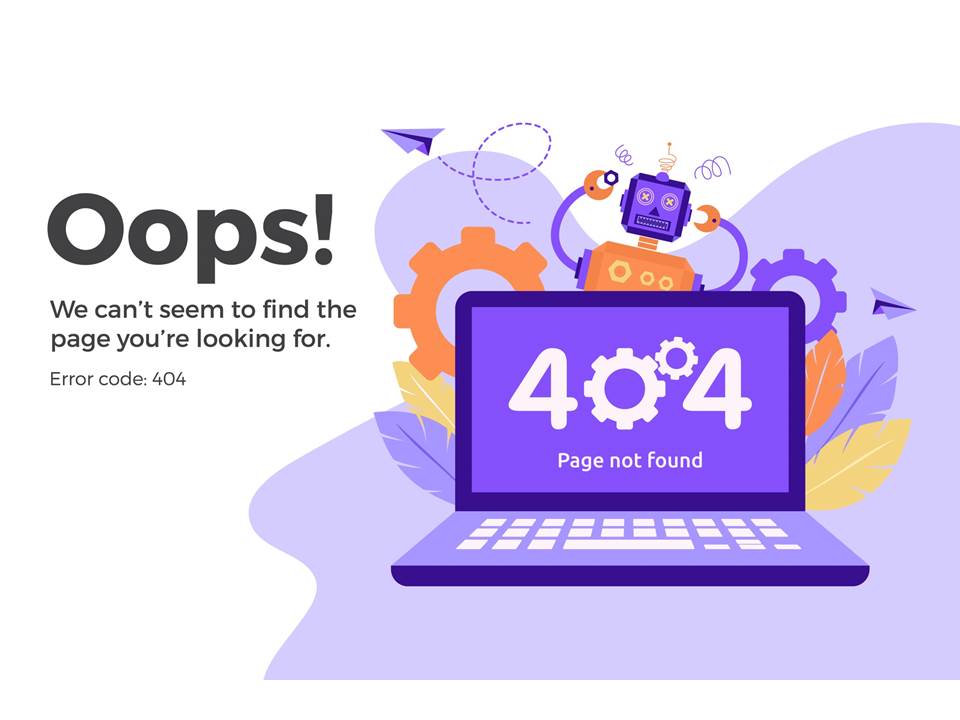 Oops!
We can’t seem to find the
page you’re looking for.
Error code: 404
404
Page not found